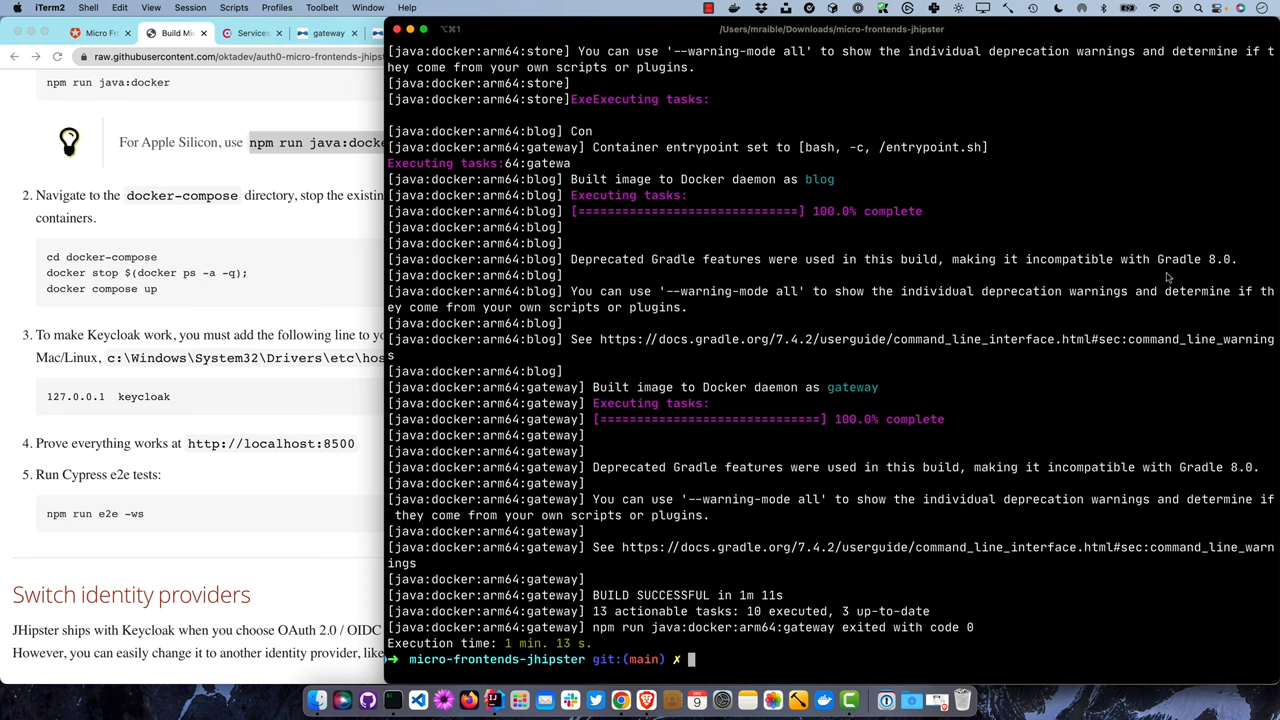 iTerm2 Shell Edit View Session Scripts Profiles Toolbelt Window Help
Micro Fron
Build Mic
Services
gateway
raw.githubusercontent.com/oktadev/auth0-micro-frontends-jhips
npm run java:docker
For Apple Silicon, use npm run java:docke
2. Navigate to the docker-compose directory, stop the existin
containers.
cd docker-compose
docker stop $(docker ps -a -q);
docker compose up
3. To make Keycloak work, you must add the following line to yo
Mac/Linux, c:\Windows\System32\Drivers\etc\hos
127.0.0.1  keycloak
4. Prove everything works at http://localhost:8500
5. Run Cypress e2e tests:
npm run e2e -ws
Switch identity providers
JHipster ships with Keycloak when you choose OAuth 2.0 / OIDC
However, you can easily change it to another identity provider, like
⌥⌘1
/Users/mraible/Downloads/micro-frontends-jhipster
[java:docker:arm64:store] You can use '--warning-mode all' to show the individual deprecation warnings and determine if t
hey come from your own scripts or plugins.
[java:docker:arm64:store]
[java:docker:arm64:store]ExeExecuting tasks:
[java:docker:arm64:blog] Con
[java:docker:arm64:gateway] Container entrypoint set to [bash, -c, /entrypoint.sh]
Executing tasks:64:gatewa
[java:docker:arm64:blog] Built image to Docker daemon as blog
[java:docker:arm64:blog] Executing tasks:
[java:docker:arm64:blog] [==============================] 100.0% complete
[java:docker:arm64:blog]
[java:docker:arm64:blog]
[java:docker:arm64:blog] Deprecated Gradle features were used in this build, making it incompatible with Gradle 8.0.
[java:docker:arm64:blog]
[java:docker:arm64:blog] You can use '--warning-mode all' to show the individual deprecation warnings and determine if th
ey come from your own scripts or plugins.
[java:docker:arm64:blog]
[java:docker:arm64:blog] See https://docs.gradle.org/7.4.2/userguide/command_line_interface.html#sec:command_line_warning
s
[java:docker:arm64:blog]
[java:docker:arm64:gateway] Built image to Docker daemon as gateway
[java:docker:arm64:gateway] Executing tasks:
[java:docker:arm64:gateway] [==============================] 100.0% complete
[java:docker:arm64:gateway]
[java:docker:arm64:gateway]
[java:docker:arm64:gateway] Deprecated Gradle features were used in this build, making it incompatible with Gradle 8.0.
[java:docker:arm64:gateway]
[java:docker:arm64:gateway] You can use '--warning-mode all' to show the individual deprecation warnings and determine if
 they come from your own scripts or plugins.
[java:docker:arm64:gateway]
[java:docker:arm64:gateway] See https://docs.gradle.org/7.4.2/userguide/command_line_interface.html#sec:command_line_warn
ings
[java:docker:arm64:gateway]
[java:docker:arm64:gateway] BUILD SUCCESSFUL in 1m 11s
[java:docker:arm64:gateway] 13 actionable tasks: 10 executed, 3 up-to-date
[java:docker:arm64:gateway] npm run java:docker:arm64:gateway exited with code 0
Execution time: 1 min. 13 s.
➜ micro-frontends-jhipster git:(main) ✗
9